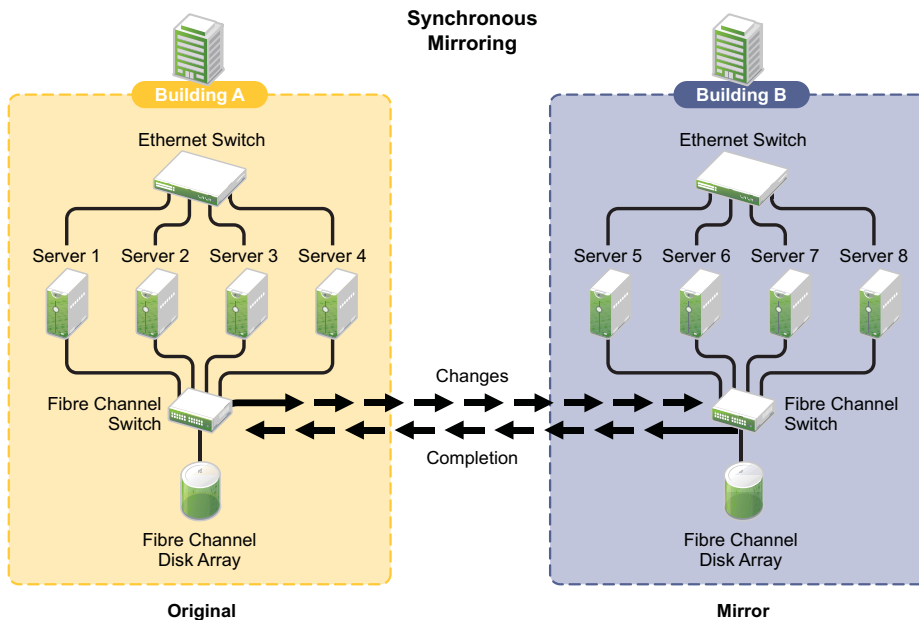 Synchronous
Mirroring
Building A
Building B
Ethernet Switch
Ethernet Switch
Server 1
Server 2
Server 3
Server 4
Server 5
Server 6
Server 7
Server 8
Changes
Fibre Channel
Switch
Fibre Channel
Switch
Completion
Fibre Channel
Disk Array
Fibre Channel
Disk Array
Original
Mirror